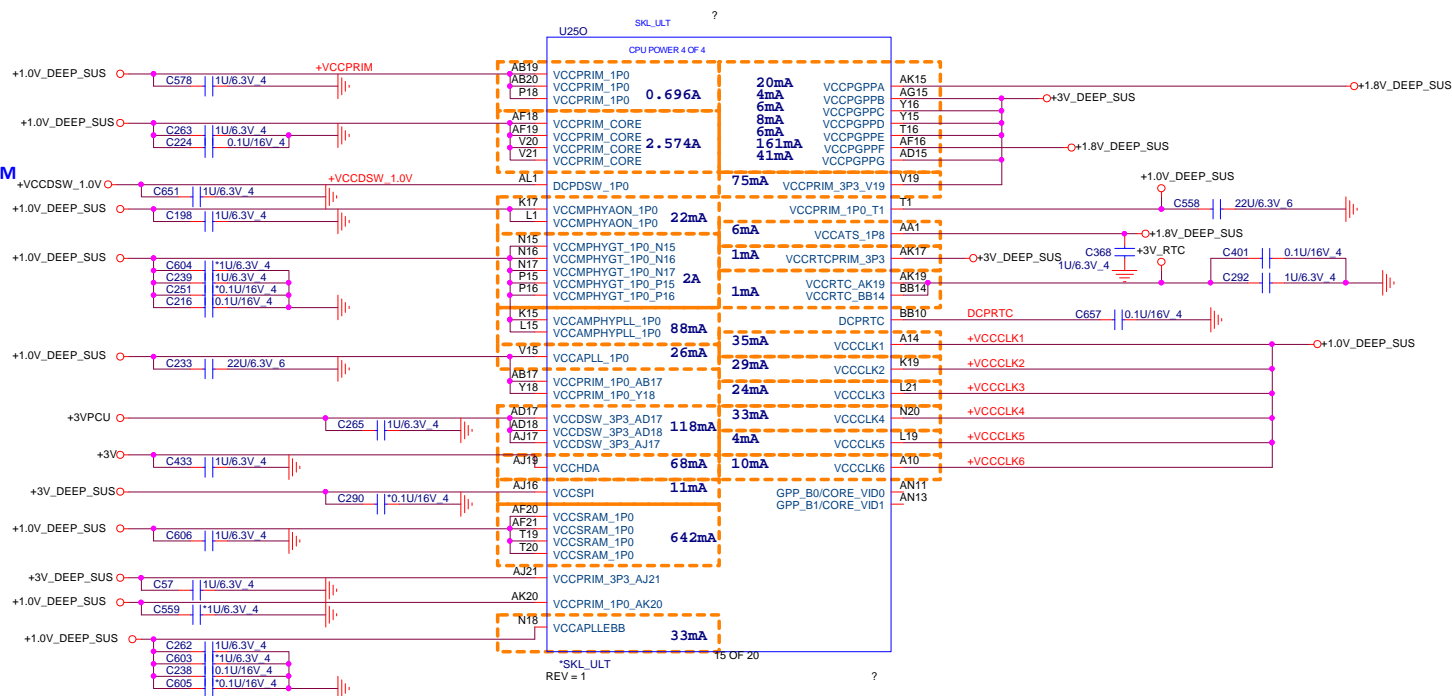 ?
SKL_ULT
U25O
CPU POWER 4 OF 4
+1.0V_DEEP_SUS
C578
1U/6.3V_4
+VCCPRIM
AB19
AB20
P18
VCCPRIM_1P0
VCCPRIM_1P0
VCCPRIM_1P0
0.696A
+1.0V_DEEP_SUS
C263
1U/6.3V_4
C224
0.1U/16V_4
AF18
AF19
V20
V21
VCCPRIM_CORE
VCCPRIM_CORE
VCCPRIM_CORE
VCCPRIM_CORE
2.574A
M
+VCCDSW_1.0V
C651
1U/6.3V_4
+VCCDSW_1.0V
AL1
DCPDSW_1P0
+1.0V_DEEP_SUS
C198
1U/6.3V_4
K17
L1
VCCMPHYAON_1P0
VCCMPHYAON_1P0
22mA
+1.0V_DEEP_SUS
C604
*1U/6.3V_4
C239
1U/6.3V_4
C251
*0.1U/16V_4
C216
0.1U/16V_4
N15
N16
N17
P15
P16
VCCMPHYGT_1P0_N15
VCCMPHYGT_1P0_N16
VCCMPHYGT_1P0_N17
VCCMPHYGT_1P0_P15
VCCMPHYGT_1P0_P16
2A
K15
L15
VCCAMPHYPLL_1P0
VCCAMPHYPLL_1P0
88mA
+1.0V_DEEP_SUS
C233
22U/6.3V_6
V15
VCCAPLL_1P0
26mA
AB17
Y18
VCCPRIM_1P0_AB17
VCCPRIM_1P0_Y18
+3VPCU
C265
1U/6.3V_4
AD17
AD18
AJ17
VCCDSW_3P3_AD17
VCCDSW_3P3_AD18
VCCDSW_3P3_AJ17
118mA
+3V
C433
1U/6.3V_4
AJ19
VCCHDA
68mA
+3V_DEEP_SUS
C290
*0.1U/16V_4
AJ16
VCCSPI
11mA
+1.0V_DEEP_SUS
C606
1U/6.3V_4
AF20
AF21
T19
T20
VCCSRAM_1P0
VCCSRAM_1P0
VCCSRAM_1P0
VCCSRAM_1P0
642mA
+3V_DEEP_SUS
C57
1U/6.3V_4
AJ21
VCCPRIM_3P3_AJ21
+1.0V_DEEP_SUS
C559
*1U/6.3V_4
AK20
VCCPRIM_1P0_AK20
+1.0V_DEEP_SUS
C262
1U/6.3V_4
C603
*1U/6.3V_4
C238
0.1U/16V_4
C605
*0.1U/16V_4
N18
VCCAPLLEBB
33mA
20mA
4mA
6mA
8mA
6mA
161mA
41mA
VCCPGPPA
VCCPGPPB
VCCPGPPC
VCCPGPPD
VCCPGPPE
VCCPGPPF
VCCPGPPG
AK15
AG15
Y16
Y15
T16
AF16
AD15
+1.8V_DEEP_SUS
+3V_DEEP_SUS
+1.8V_DEEP_SUS
75mA
VCCPRIM_3P3_V19
V19
VCCPRIM_1P0_T1
T1
+1.0V_DEEP_SUS
C558
22U/6.3V_6
6mA
VCCATS_1P8
AA1
+1.8V_DEEP_SUS
C368
1U/6.3V_4
1mA
VCCRTCPRIM_3P3
AK17
+3V_DEEP_SUS
+3V_RTC
C401
0.1U/16V_4
C292
1U/6.3V_4
1mA
VCCRTC_AK19
VCCRTC_BB14
AK19
BB14
DCPRTC
BB10
DCPRTC
C657
0.1U/16V_4
35mA
VCCCLK1
A14
+VCCCLK1
+1.0V_DEEP_SUS
29mA
VCCCLK2
K19
+VCCCLK2
24mA
VCCCLK3
L21
+VCCCLK3
33mA
VCCCLK4
N20
+VCCCLK4
4mA
VCCCLK5
L19
+VCCCLK5
10mA
VCCCLK6
A10
+VCCCLK6
GPP_B0/CORE_VID0
GPP_B1/CORE_VID1
AN11
AN13
*SKL_ULT
REV = 1
15 OF 20
?